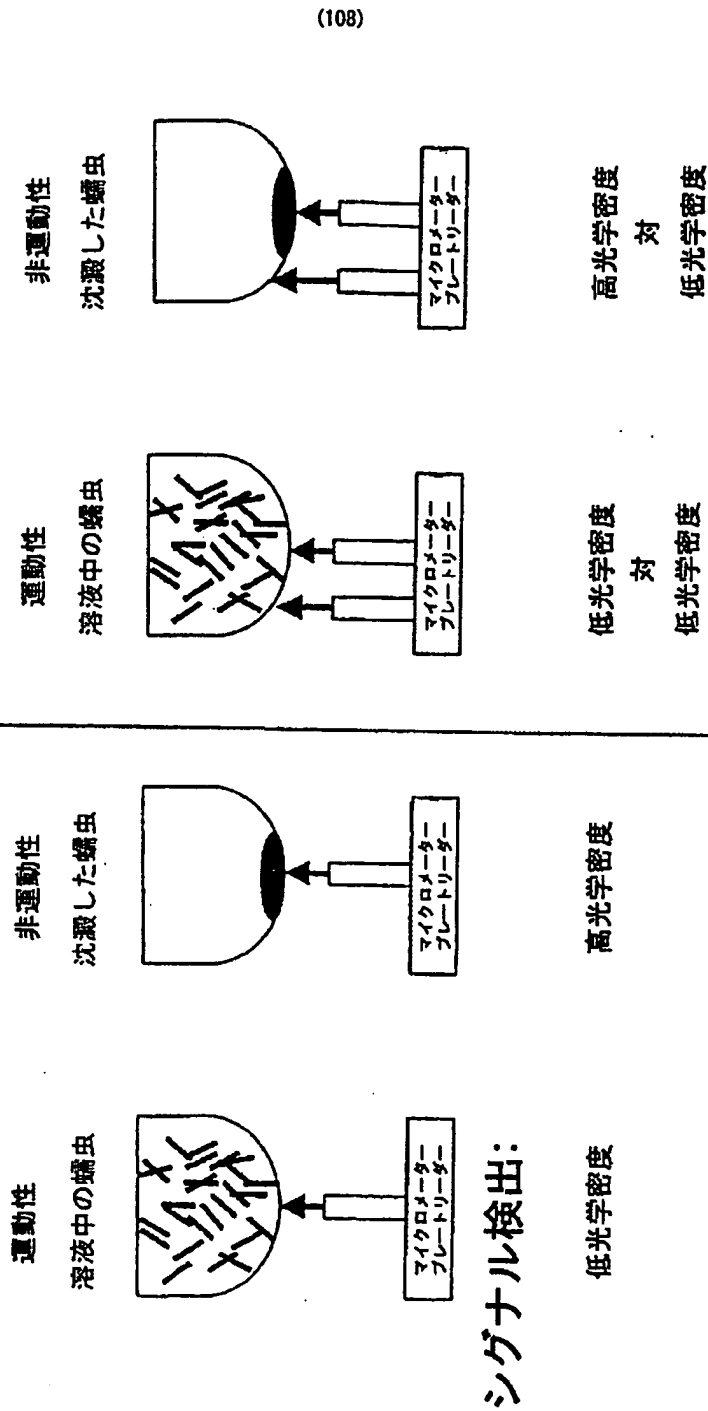 (108)
運動性
溶液中の蠕虫
マイクロメーター
プレートリーダー
シグナル検出:
低光学密度
非運動性
沈澱した蠕虫
マイクロメーター
プレートリーダー
高光学密度
運動性
溶液中の蠕虫
マイクロメーター
プレートリーダー
低光学密度
対
低光学密度
非運動性
沈澱した蠕虫
マイクロメーター
プレートリーダー
高光学密度
対
低光学密度